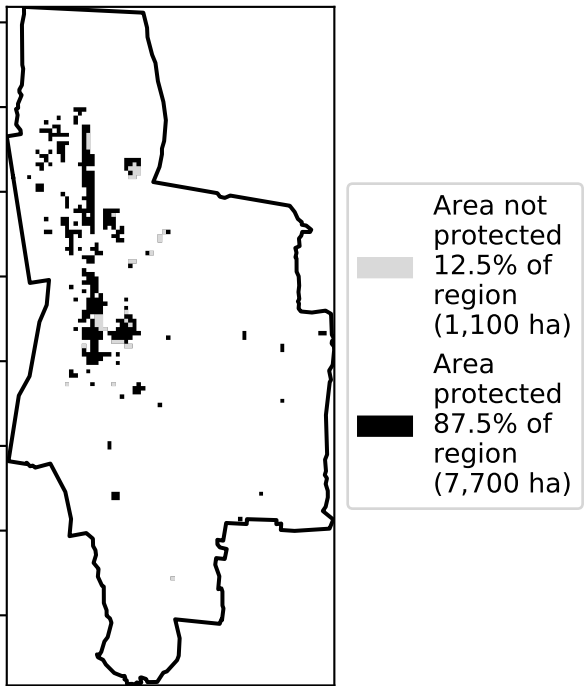 Area not
protected
12.5% of
region
(1,100 ha)
Area
protected
87.5% of
region
(7,700 ha)